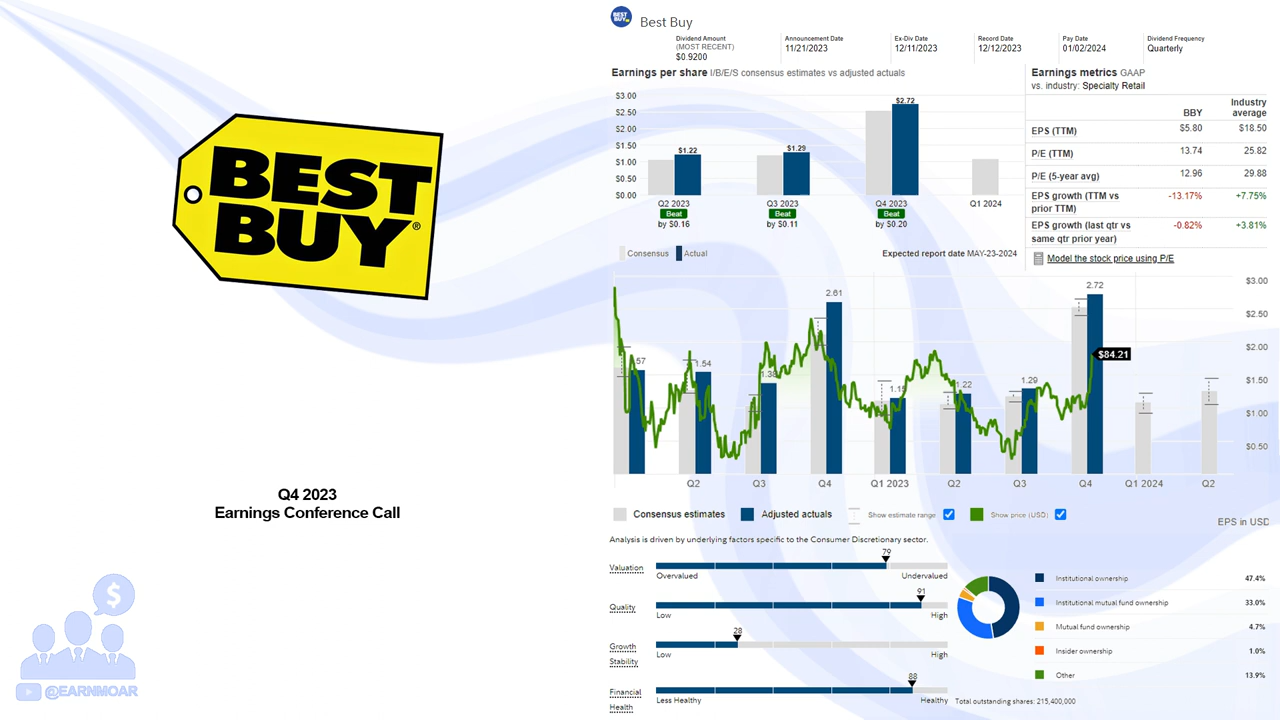 BEST
BUY®
Q4 2023
Earnings Conference Call
$
@EARNMOAR
BEST
BUY
Best Buy
Dividend Amount
(MOST RECENT)
$0.9200
Announcement Date
11/21/2023
Ex-Div Date
12/11/2023
Record Date
12/12/2023
Pay Date
01/02/2024
Dividend Frequency
Quarterly
Earnings per share I/B/E/S consensus estimates vs adjusted actuals
$3.00
$2.50
$2.00
$1.50
$1.00
$0.50
$0.00
$1.22
$1.29
$2.72
Q2 2023
Beat
by $0.16
Q3 2023
Beat
by $0.11
Q4 2023
Beat
by $0.20
Q1 2024
Consensus
Actual
Expected report date MAY-23-2024
Earnings metrics GAAP
vs. industry: Specialty Retail
BBY Industry average
EPS (TTM) $5.80 $18.50
P/E (TTM) 13.74 25.82
P/E (5-year avg) 12.96 29.88
EPS growth (TTM vs prior TTM) -13.17% +7.75%
EPS growth (last qtr vs same qtr prior year) -0.82% +3.81%
Model the stock price using P/E
.57
1.54
1.38
2.61
1.15
1.22
1.29
2.72
$84.21
$3.00
$2.50
$2.00
$1.50
$1.00
$0.50
Q2 Q3 Q4 Q1 2023 Q2 Q3 Q4 Q1 2024 Q2
Consensus estimates
Adjusted actuals
Show estimate range
Show price (USD)
EPS in USD
Analysis is driven by underlying factors specific to the Consumer Discretionary sector.
Valuation
79
Overvalued Undervalued
Quality
91
Low High
Growth Stability
28
Low High
Financial Health
88
Less Healthy Healthy
Institutional ownership 47.4%
Institutional mutual fund ownership 33.0%
Mutual fund ownership 4.7%
Insider ownership 1.0%
Other 13.9%
Total outstanding shares: 215,400,000